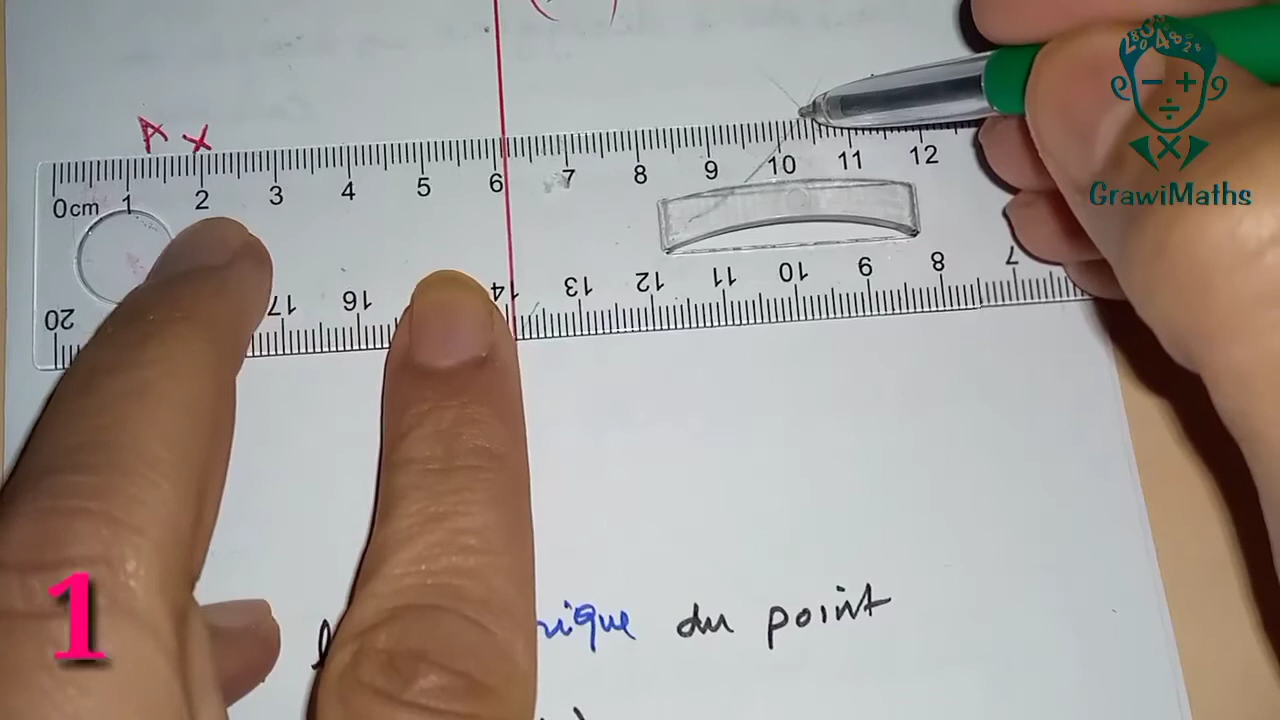 A x
0cm 1 2 3 4 5 6 7 8 9 10 11 12
20 17 16 14 13 12 11 10 9 8 7
GrawiMaths
1
du point